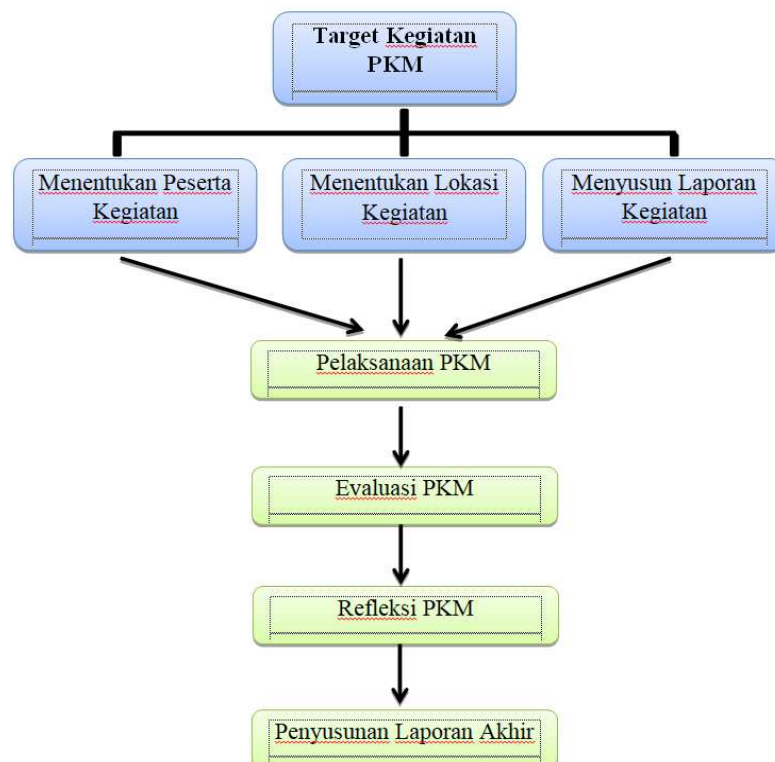 Target Kegiatan
PKM
Menentukan Peserta
Kegiatan
Menentukan Lokasi
Kegiatan
Menyusun Laporan
Kegiatan
Pelaksanaan PKM
Evaluasi PKM
Refleksi PKM
Penyusunan Laporan Akhir